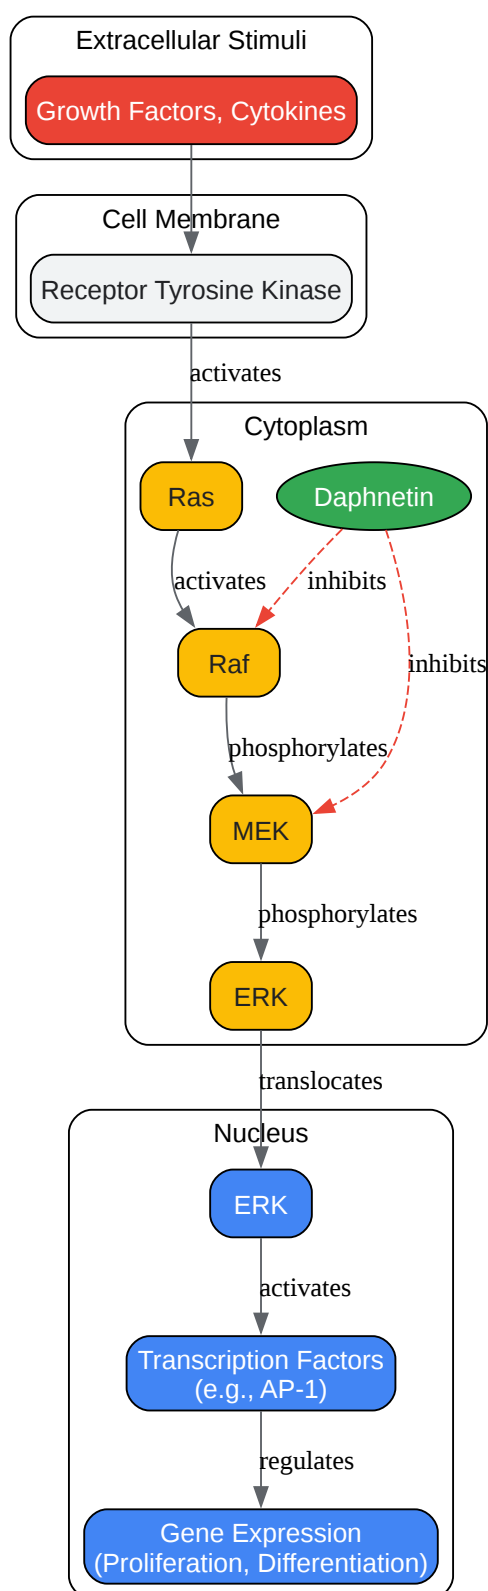 Extracellular Stimuli
Growth Factors, Cytokines
Cell Membrane
Receptor Tyrosine Kinase
activates
Cytoplasm
Ras
Daphnetin
activates
inhibits
Raf
inhibits
phosphorylates
MEK
phosphorylates
ERK
translocates
Nucleus
ERK
activates
Transcription Factors
(e.g., AP-1)
regulates
Gene Expression
(Proliferation, Differentiation)